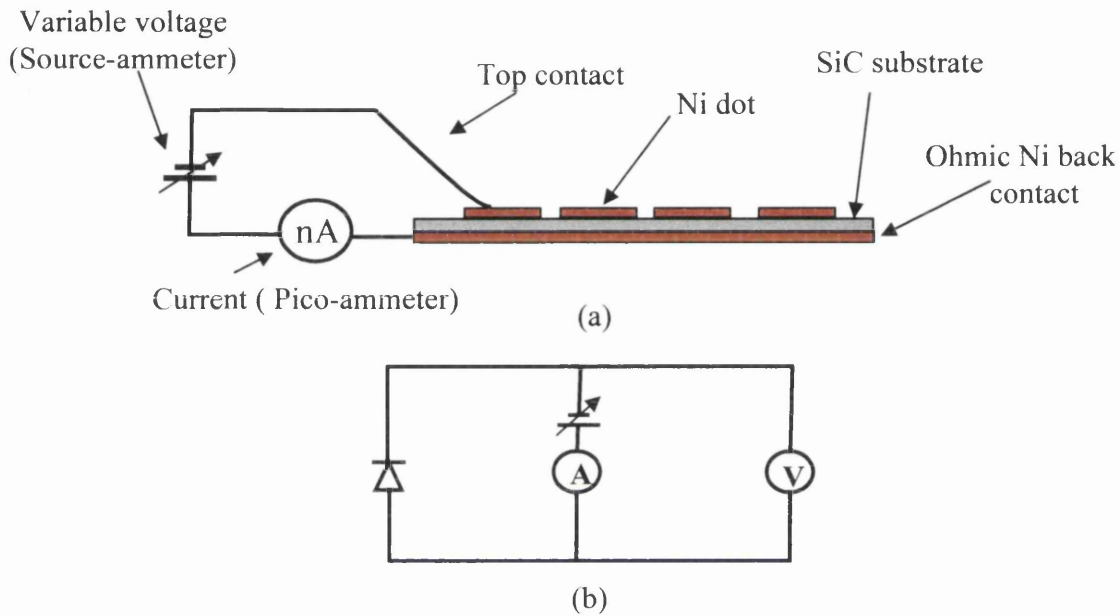 Variable voltage
(Source-ammeter)
Top contact
Ni dot
SiC substrate
Ohmic Ni back
contact
nA
Current ( Pico-ammeter)
(a)
A
V
(b)